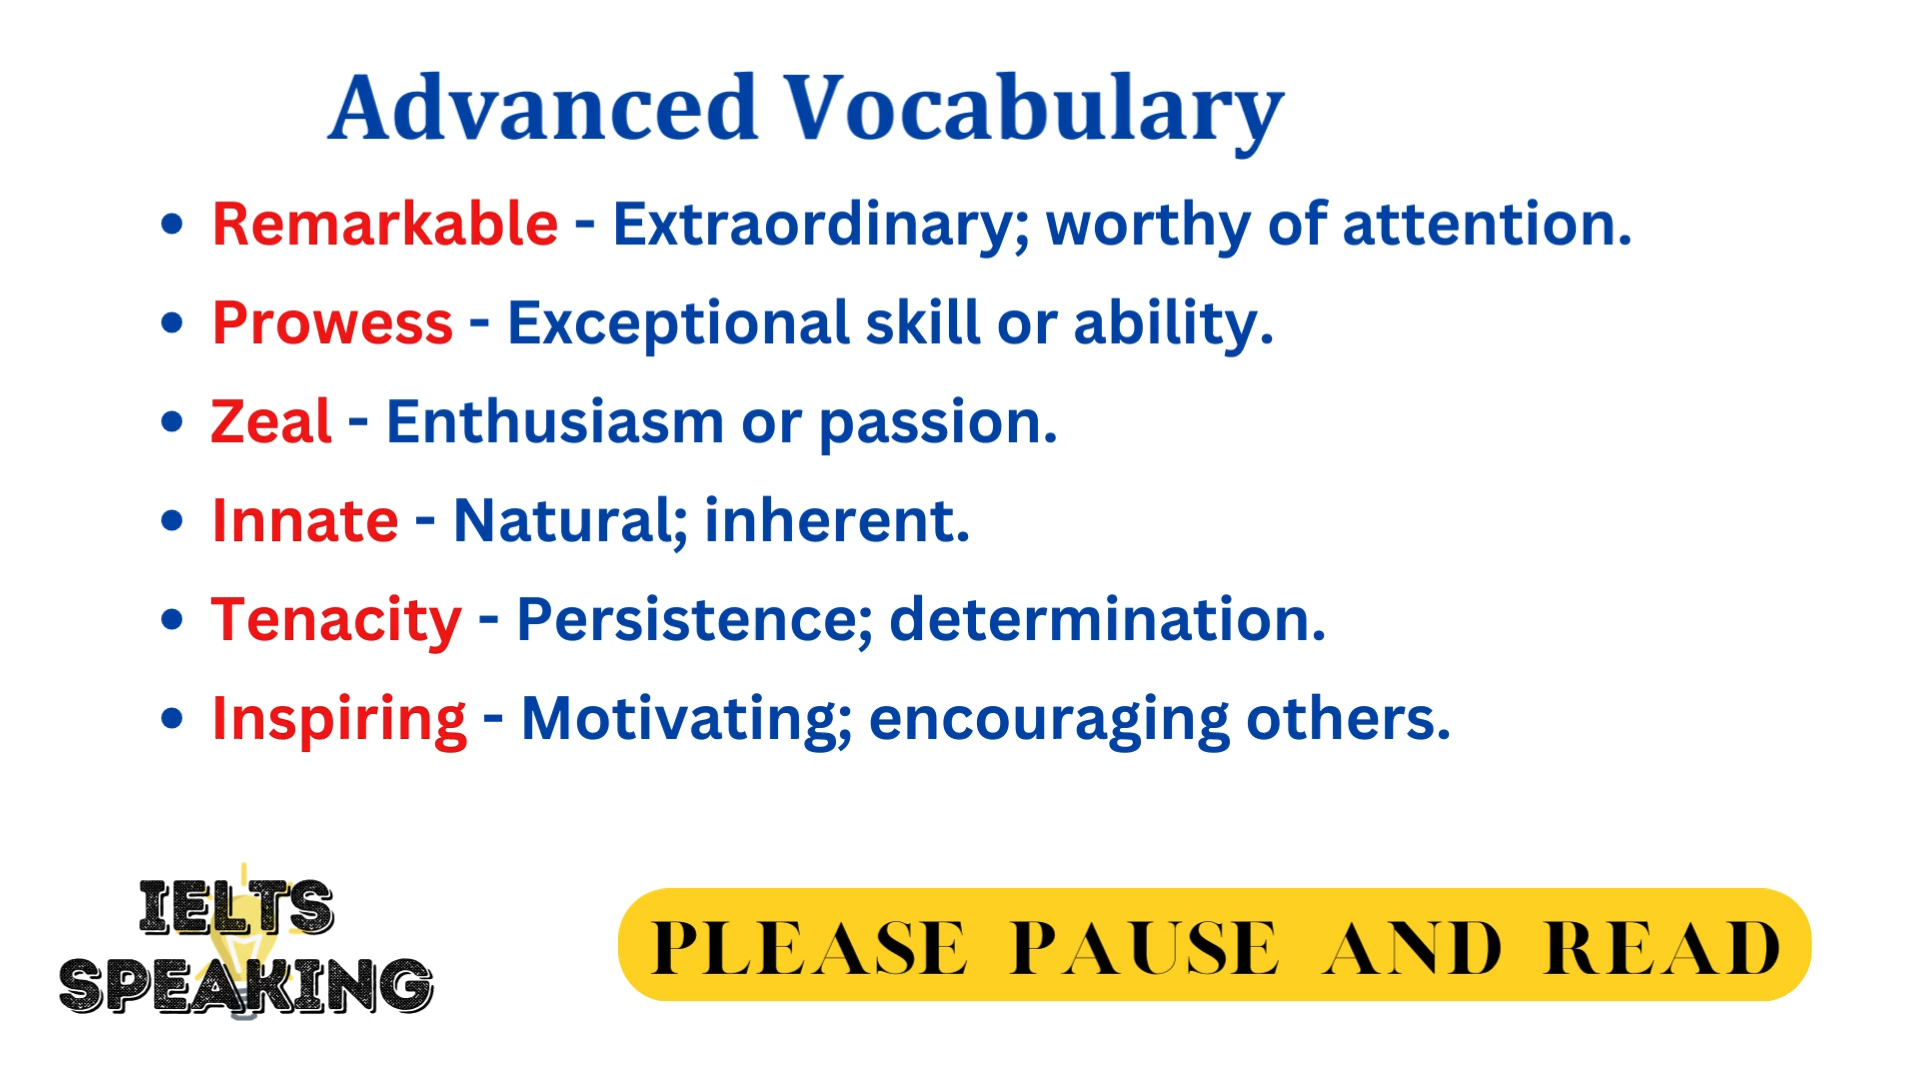 Advanced Vocabulary
• Remarkable - Extraordinary; worthy of attention.
• Prowess - Exceptional skill or ability.
• Zeal - Enthusiasm or passion.
• Innate - Natural; inherent.
• Tenacity - Persistence; determination.
• Inspiring - Motivating; encouraging others.
IELTS
SPEAKING
PLEASE PAUSE AND READ